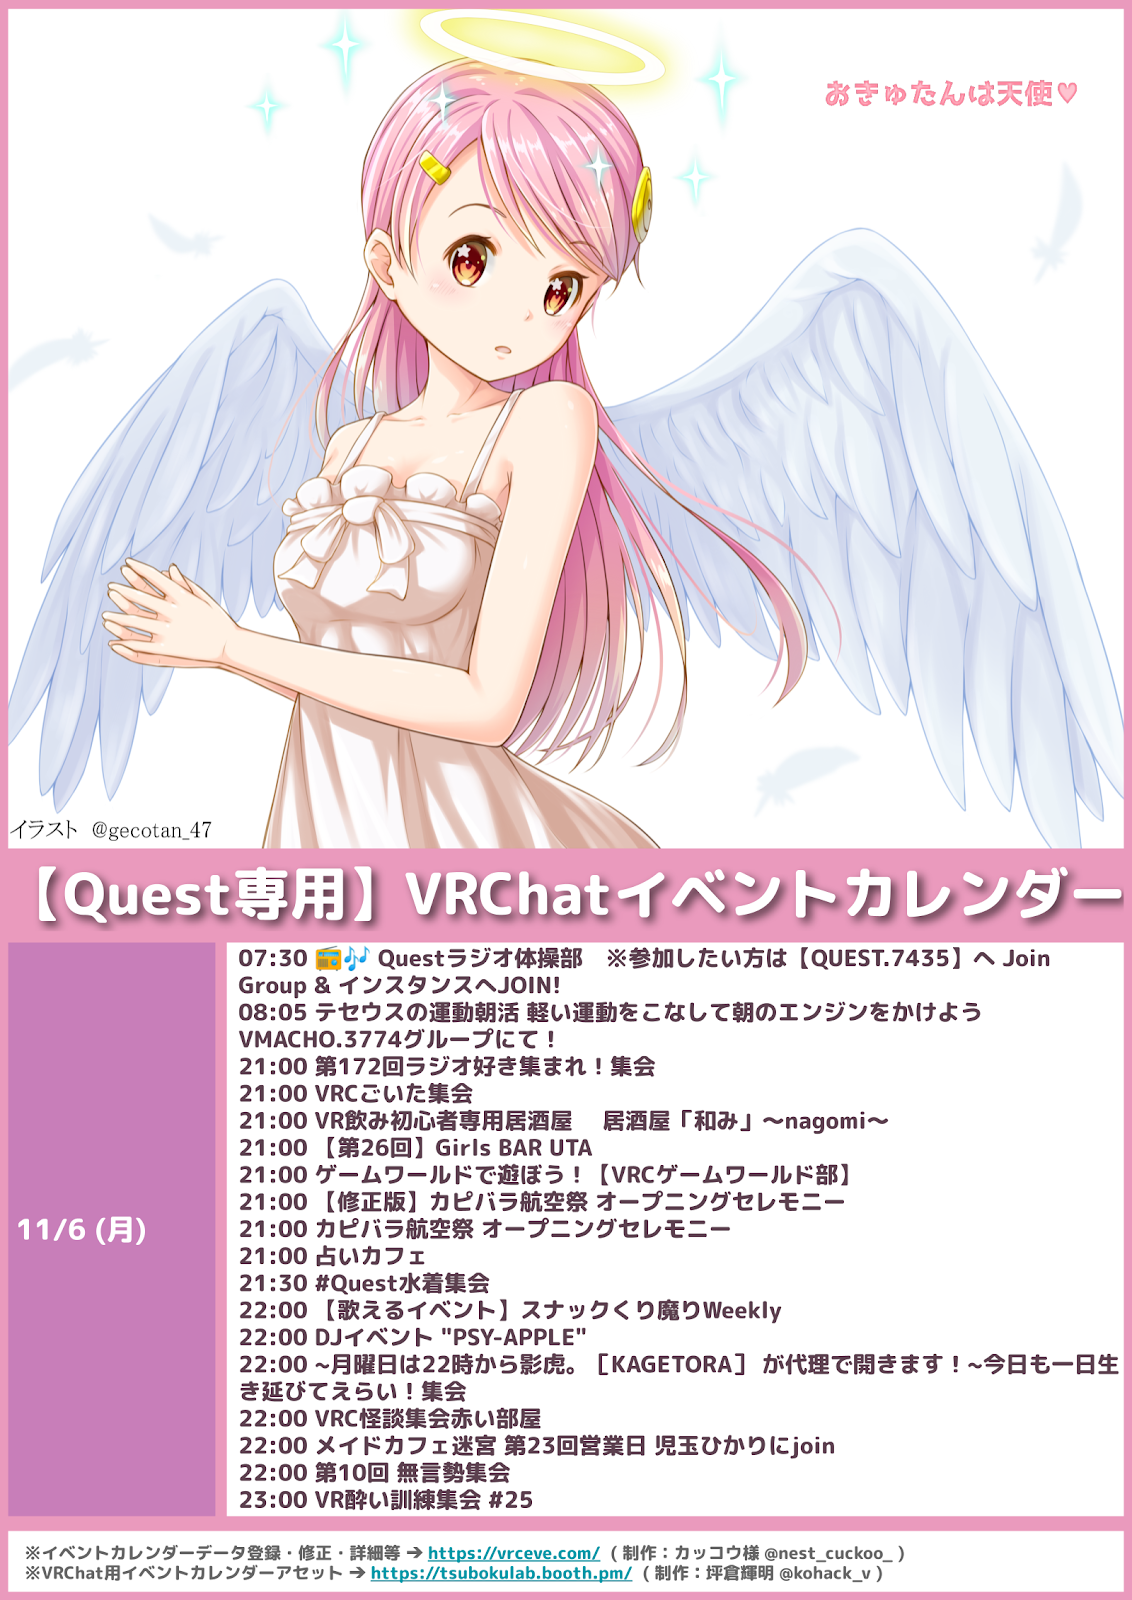 おきゅたんは天使♥
イラスト @gecotan_47
【Quest専用】VRChatイベントカレンダー
11/6 (月)
07:30 📻🎶 Questラジオ体操部　※参加したい方は【QUEST.7435】へ Join
Group & インスタンスへJOIN!
08:05 テセウスの運動朝活 軽い運動をこなして朝のエンジンをかけよう
VMACHO.3774グループにて！
21:00 第172回ラジオ好き集まれ！集会
21:00 VRCごいた集会
21:00 VR飲み初心者専用居酒屋　居酒屋「和み」～nagomi～
21:00 【第26回】Girls BAR UTA
21:00 ゲームワールドで遊ぼう！【VRCゲームワールド部】
21:00 【修正版】カピバラ航空祭 オープニングセレモニー
21:00 カピバラ航空祭 オープニングセレモニー
21:00 占いカフェ
21:30 #Quest水着集会
22:00 【歌えるイベント】スナックくり魔りWeekly
22:00 DJイベント "PSY-APPLE"
22:00 ~月曜日は22時から影虎。［KAGETORA］ が代理で開きます！~今日も一日生
き延びてえらい！集会
22:00 VRC怪談集会赤い部屋
22:00 メイドカフェ迷宮 第23回営業日 児玉ひかりにjoin
22:00 第10回 無言勢集会
23:00 VR酔い訓練集会 #25
※イベントカレンダーデータ登録・修正・詳細等 ➔ https://vrceve.com/ （ 制作：カッコウ様 @nest_cuckoo_ ）
※VRChat用イベントカレンダーアセット ➔ https://tsubokulab.booth.pm/ （ 制作：坪倉輝明 @kohack_v ）